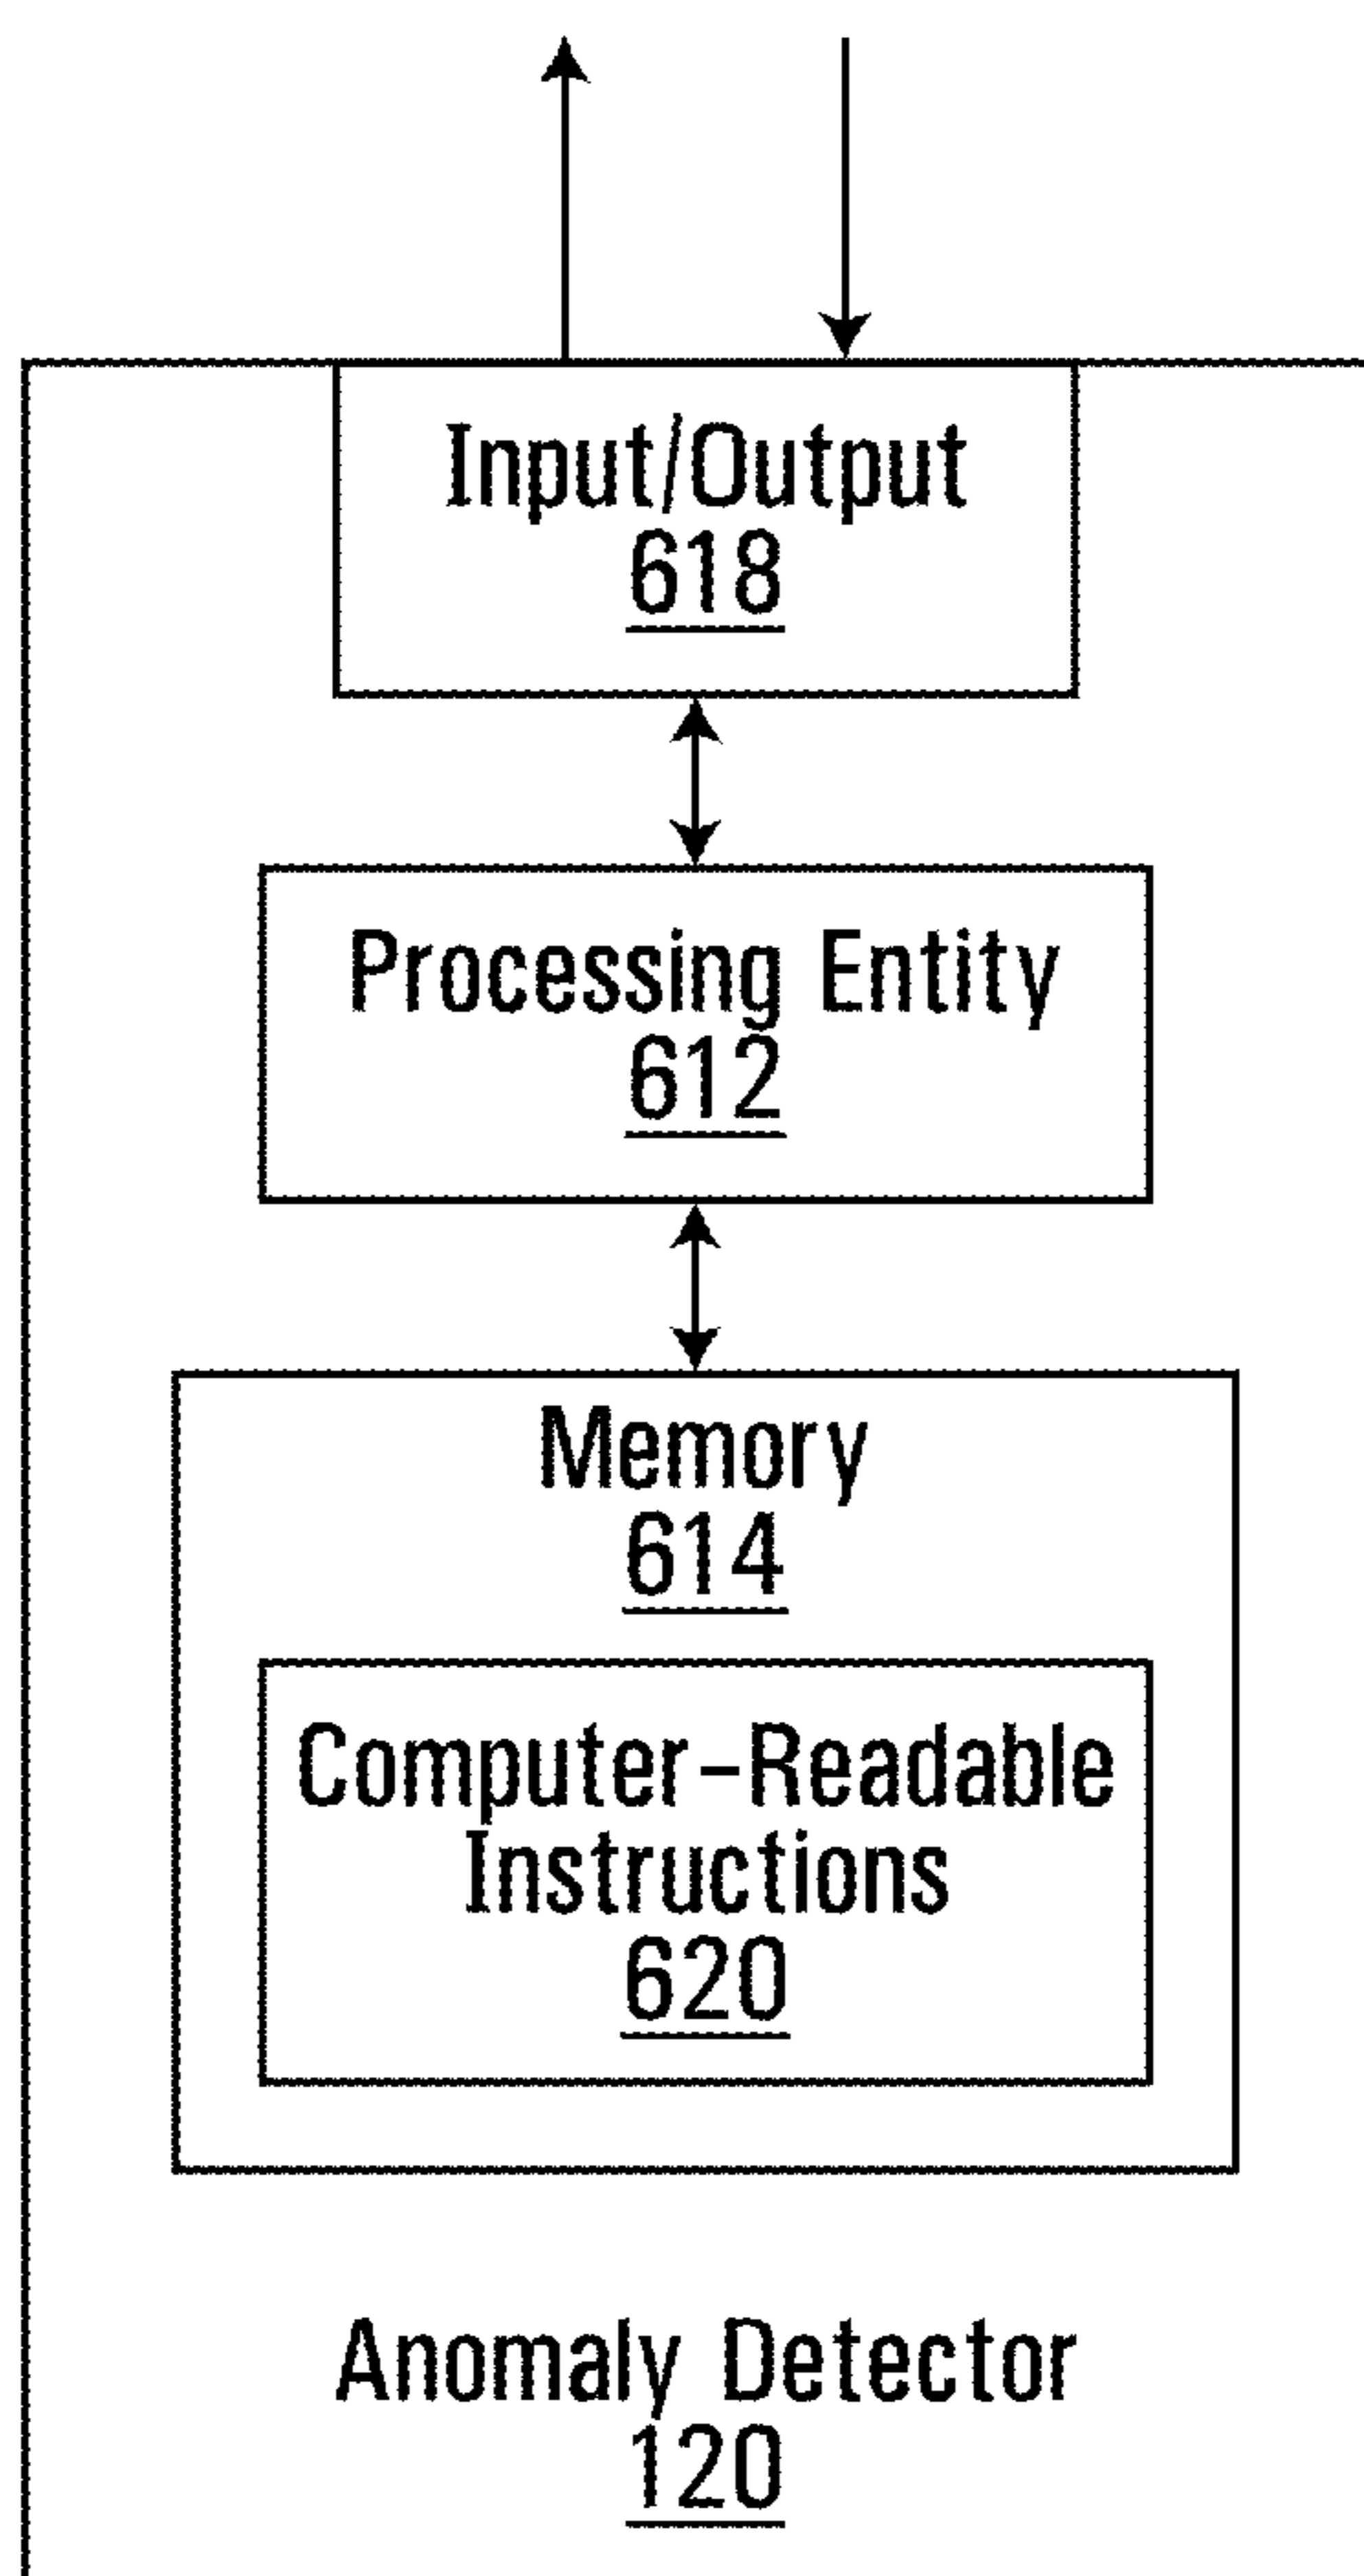 Input/Output
618
Processing Entity
612
Memory
614
Computer-Readable
Instructions
620
Anomaly Detector
120